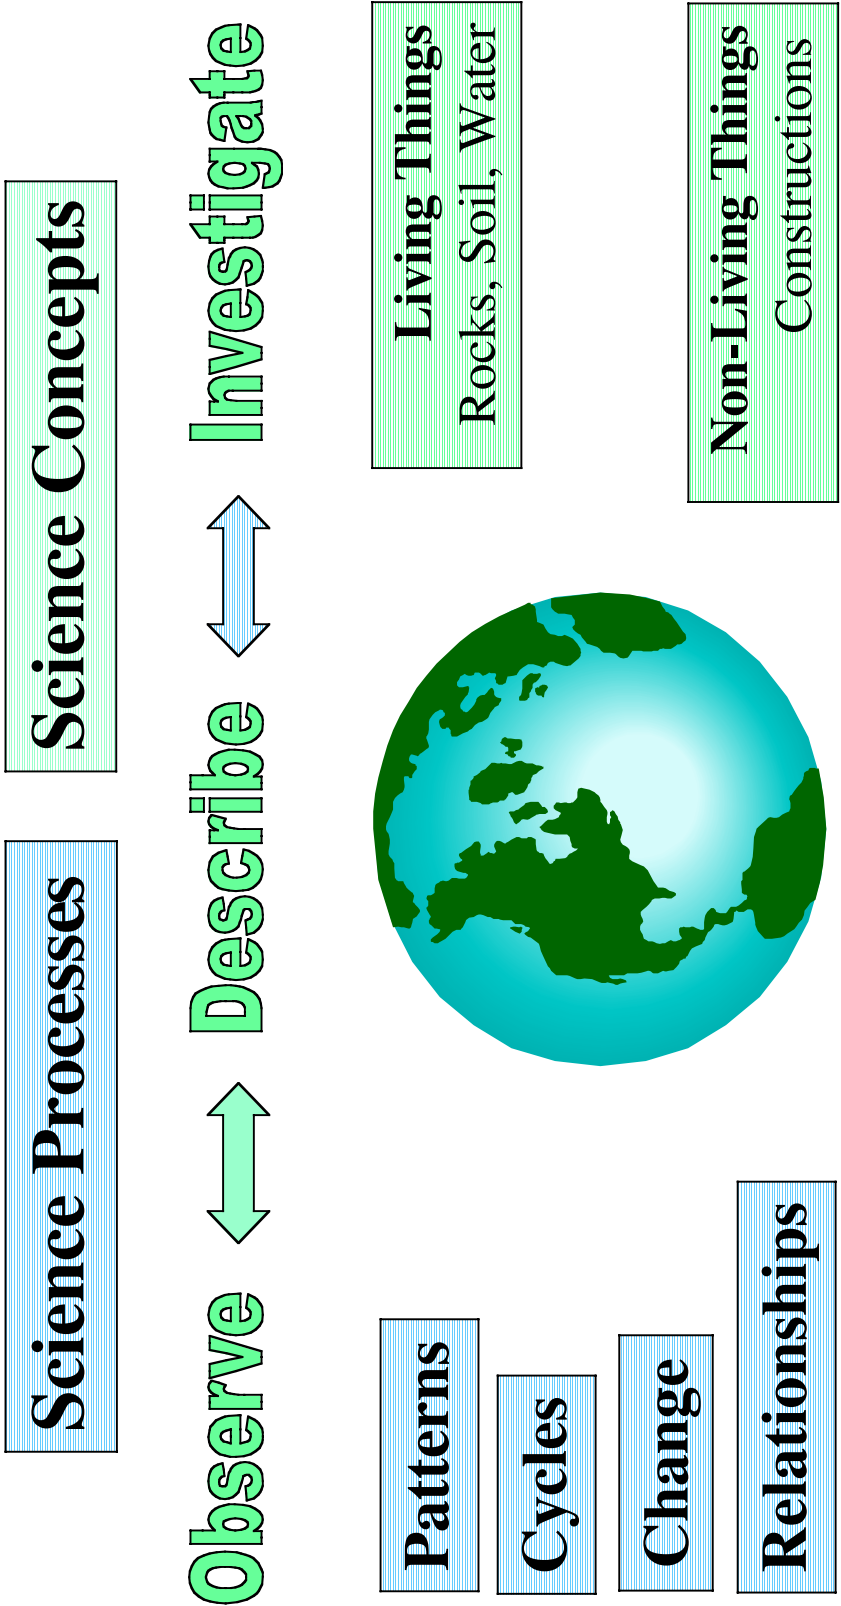 Science Processes
Science Concepts
Observe
Describe
Investigate
Patterns
Cycles
Change
Relationships
Living Things
Rocks, Soil, Water
Non-Living Things
Constructions